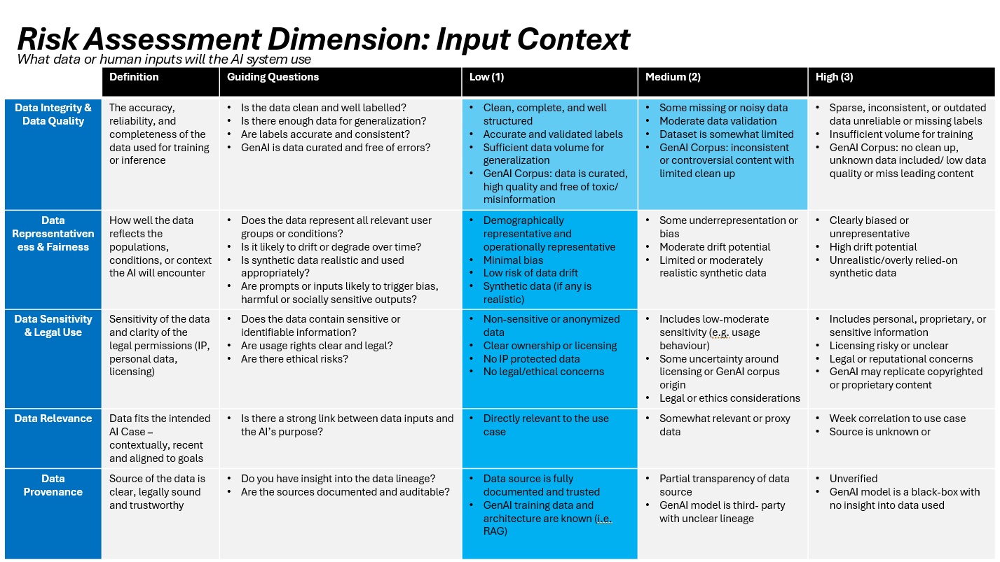 Risk Assessment Dimension: Input Context
What data or human inputs will the AI system use
Definition
Guiding Questions
Low (1)
Medium (2)
High (3)
Data Integrity &
Data Quality
The accuracy,
reliability, and
completeness of the
data used for training
or inference
• Is the data clean and well labelled?
• Is there enough data for generalization?
• Are labels accurate and consistent?
• GenAI is data curated and free of errors?
• Clean, complete, and well
structured
• Accurate and validated labels
• Sufficient data volume for
generalization
• GenAI Corpus: data is curated,
high quality and free of toxic/
misinformation
• Some missing or noisy data
• Moderate data validation
• Dataset is somewhat limited
• GenAI Corpus: inconsistent
or controversial content with
limited clean up
• Sparse, inconsistent, or outdated
data unreliable or missing labels
• Insufficient volume for training
• GenAI Corpus: no clean up,
unknown data included/ low data
quality or miss leading content
Data
Representativen
ess & Fairness
How well the data
reflects the
populations,
conditions, or context
the AI will encounter
• Does the data represent all relevant user
groups or conditions?
• Is it likely to drift or degrade over time?
• Is synthetic data realistic and used
appropriately?
• Are prompts or inputs likely to trigger bias,
harmful or socially sensitive outputs?
• Demographically
representative and
operationally representative
• Minimal bias
• Low risk of data drift
• Synthetic data (if any is
realistic)
• Some underrepresentation or
bias
• Moderate drift potential
• Limited or moderately
realistic synthetic data
• Clearly biased or
unrepresentative
• High drift potential
• Unrealistic/overly relied-on
synthetic data
Data Sensitivity
& Legal Use
Sensitivity of the data
and clarity of the
legal permissions (IP,
personal data,
licensing)
• Does the data contain sensitive or
identifiable information?
• Are usage rights clear and legal?
• Are there ethical risks?
• Non-sensitive or anonymized
data
• Clear ownership or licensing
• No IP protected data
• No legal/ethical concerns
• Includes low-moderate
sensitivity (e.g. usage
behaviour)
• Some uncertainty around
licensing or GenAI corpus
origin
• Legal or ethics considerations
• Includes personal, proprietary, or
sensitive information
• Licensing risky or unclear
• Legal or reputational concerns
• GenAI may replicate copyrighted
or proprietary content
Data Relevance
Data fits the intended
AI Case –
contextually, recent
and aligned to goals
• Is there a strong link between data inputs and
the AI's purpose?
• Directly relevant to the use
case
• Somewhat relevant or proxy
data
• Week correlation to use case
• Source is unknown or
Data
Provenance
Source of the data is
clear, legally sound
and trustworthy
• Do you have insight into the data lineage?
• Are the sources documented and auditable?
• Data source is fully
documented and trusted
• GenAI training data and
architecture are known (i.e.
RAG)
• Partial transparency of data
source
• GenAI model is third- party
with unclear lineage
• Unverified
• GenAI model is a black-box with
no insight into data used